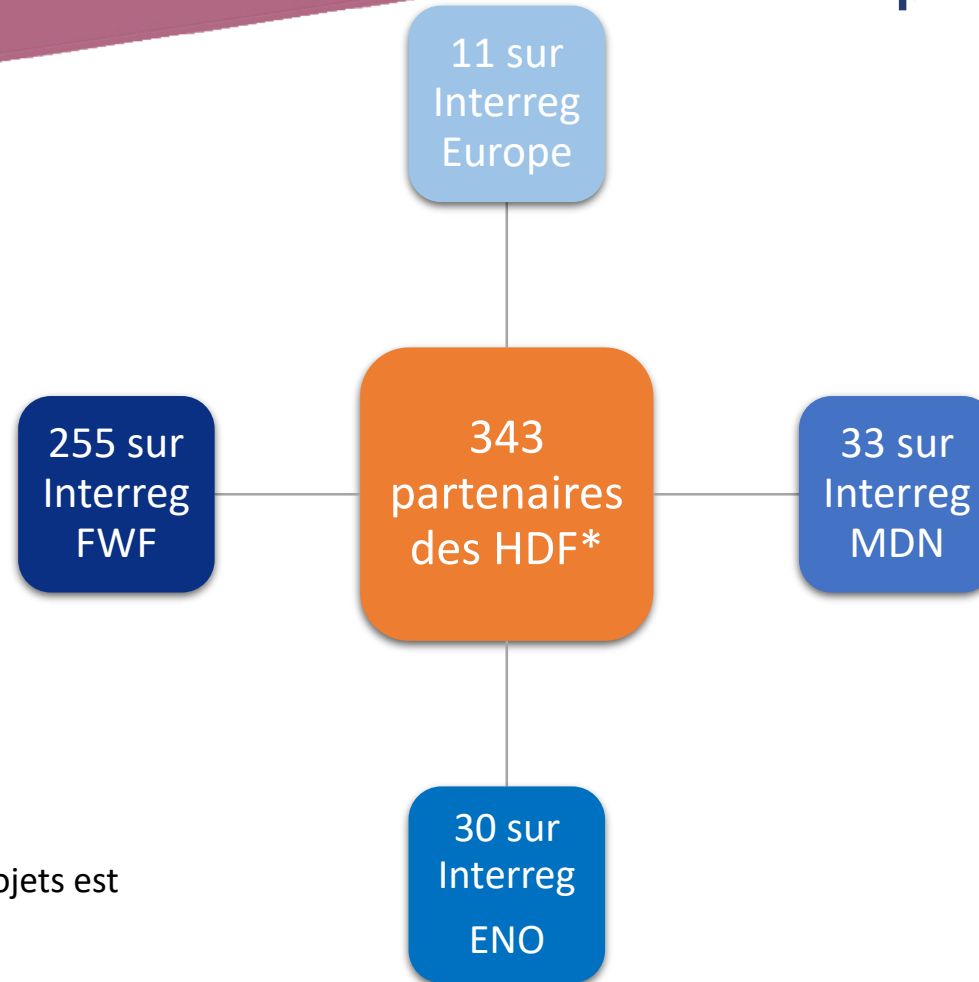 11 sur
Interreg
Europe
255 sur
Interreg
FWF
343
partenaires
des HDF*
33 sur
Interreg
MDN
30 sur
Interreg
ENO
ojets est